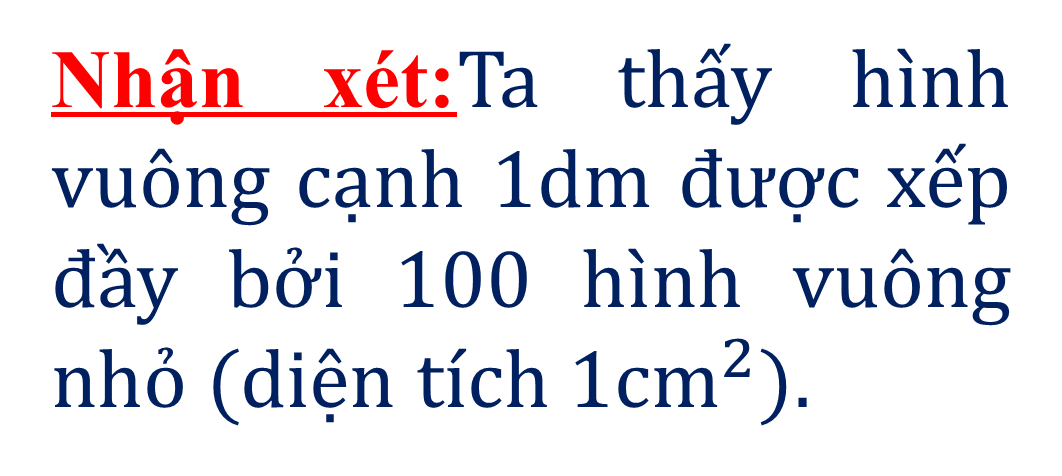 Nhận xét:Ta thấy hình
vuông cạnh 1dm được xếp
đầy bởi 100 hình vuông
nhỏ (diện tích 1cm²).